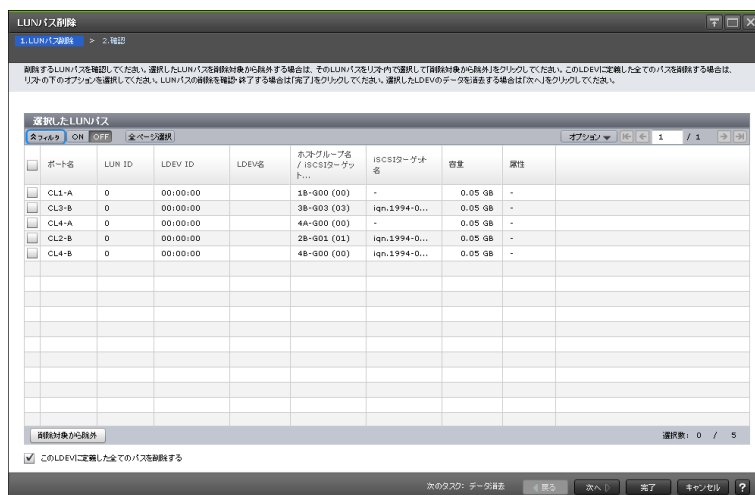 LUNパス削除
1.LUNパス削除 > 2.確認
削除するLUNパスを確認してください。選択したLUNパスを削除対象から除外する場合は、そのLUNパスをリスト内で選択して「削除対象から除外」をクリックしてください。このLDEVに定義した全てのパスを削除する場合は、
リストの下のオプションを選択してください。LUNパスの削除を確認・終了する場合は「完了」をクリックしてください。選択したLDEVのデータを消去する場合は「次へ」をクリックしてください。
選択したLUNパス
フィルタ ON OFF 全ページ選択 オプション 1 / 1
ポート名 LUN ID LDEV ID LDEV名 ホストグループ名 / iSCSIターゲット... iSCSIターゲット名 容量 属性
CL1-A 0 00:00:00 1B-G00 (00) - 0.05 GB -
CL3-B 0 00:00:00 3B-G03 (03) iqn.1994-0... 0.05 GB -
CL4-A 0 00:00:00 4A-G00 (00) - 0.05 GB -
CL2-B 0 00:00:00 2B-G01 (01) iqn.1994-0... 0.05 GB -
CL4-B 0 00:00:00 4B-G00 (00) iqn.1994-0... 0.05 GB -
削除対象から除外 選択数: 0 / 5
このLDEVに定義した全てのパスを削除する
次のタスク: データ消去 戻る 次へ 完了 キャンセル ?